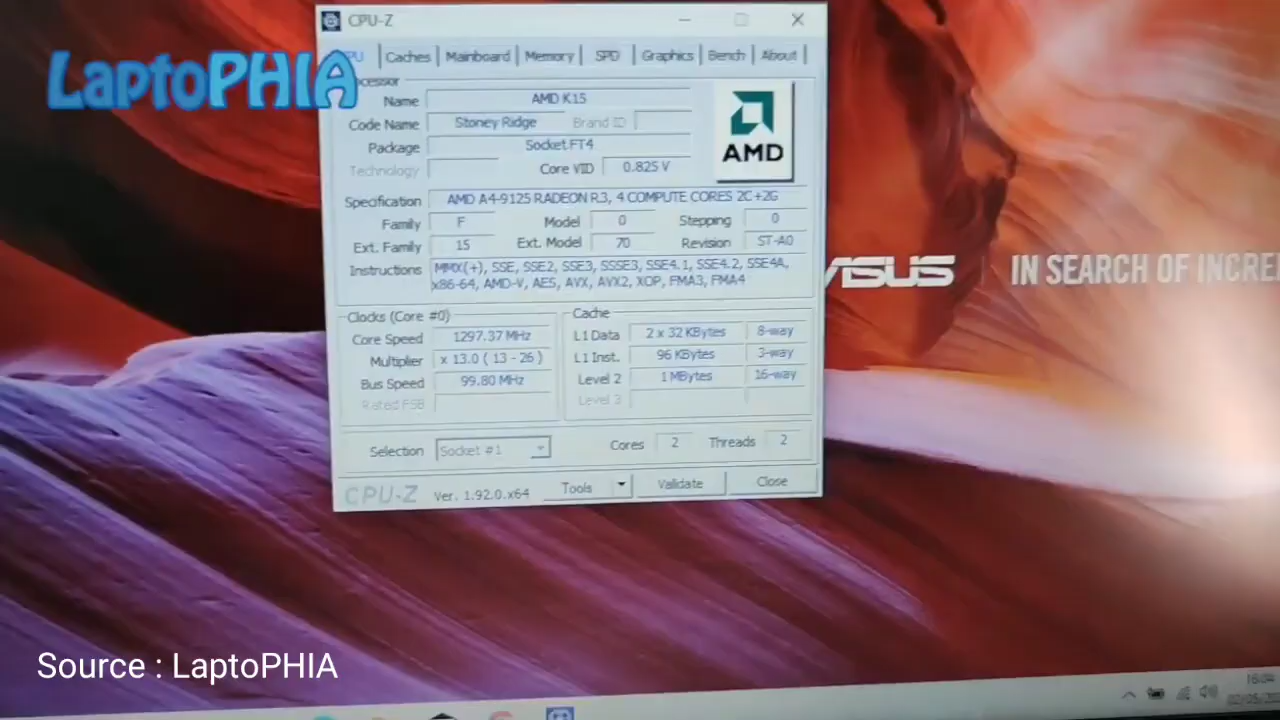 CPU-Z
LaptoPHIA
Caches Mainboard Memory SPD Graphics Bench About
Name AMD K15
Code Name Stoney Ridge Brand ID
Package Socket FT4
Technology Core VID 0.825 V
AMD
Specification AMD A4-9125 RADEON R3, 4 COMPUTE CORES 2C+2G
Family F Model 0 Stepping 0
Ext. Family 15 Ext. Model 70 Revision ST-A0
Instructions MMX(+), SSE, SSE2, SSE3, SSSE3, SSE4.1, SSE4.2, SSE4A,
x86-64, AMD-V, AES, AVX, AVX2, XOP, FMA3, FMA4
ASUS IN SEARCH OF INCRE
Clocks (Core #0) Cache
Core Speed 1297.37 MHz L1 Data 2 x 32 KBytes 8-way
Multiplier x 13.0 ( 13 - 26 ) L1 Inst. 96 KBytes 3-way
Bus Speed 99.80 MHz Level 2 1 MBytes 16-way
Rated FSB Level 3
Selection Socket #1 Cores 2 Threads 2
CPU-Z Ver. 1.92.0.x64 Tools Validate Close
Source : LaptoPHIA